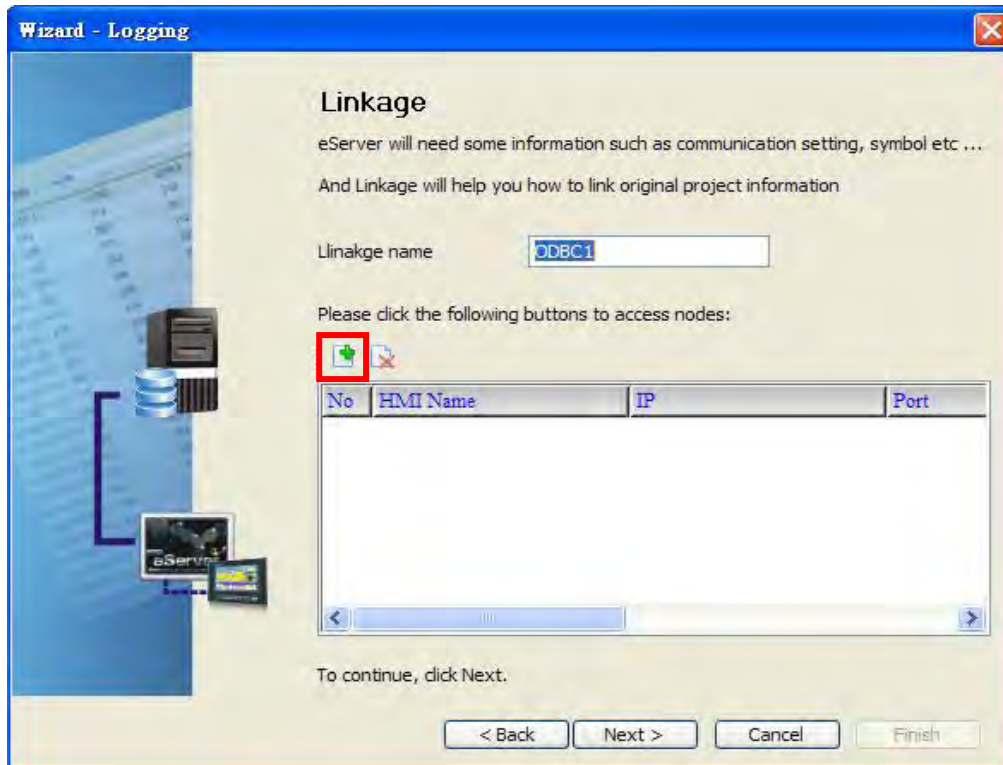 Wizard - Logging
Linkage
eServer will need some information such as communication setting, symbol etc ...
And Linkage will help you how to link original project information
Llinakge name
ODBC1
Please click the following buttons to access nodes:
No HMI Name IP Port
eServer
To continue, click Next.
< Back Next > Cancel Finish